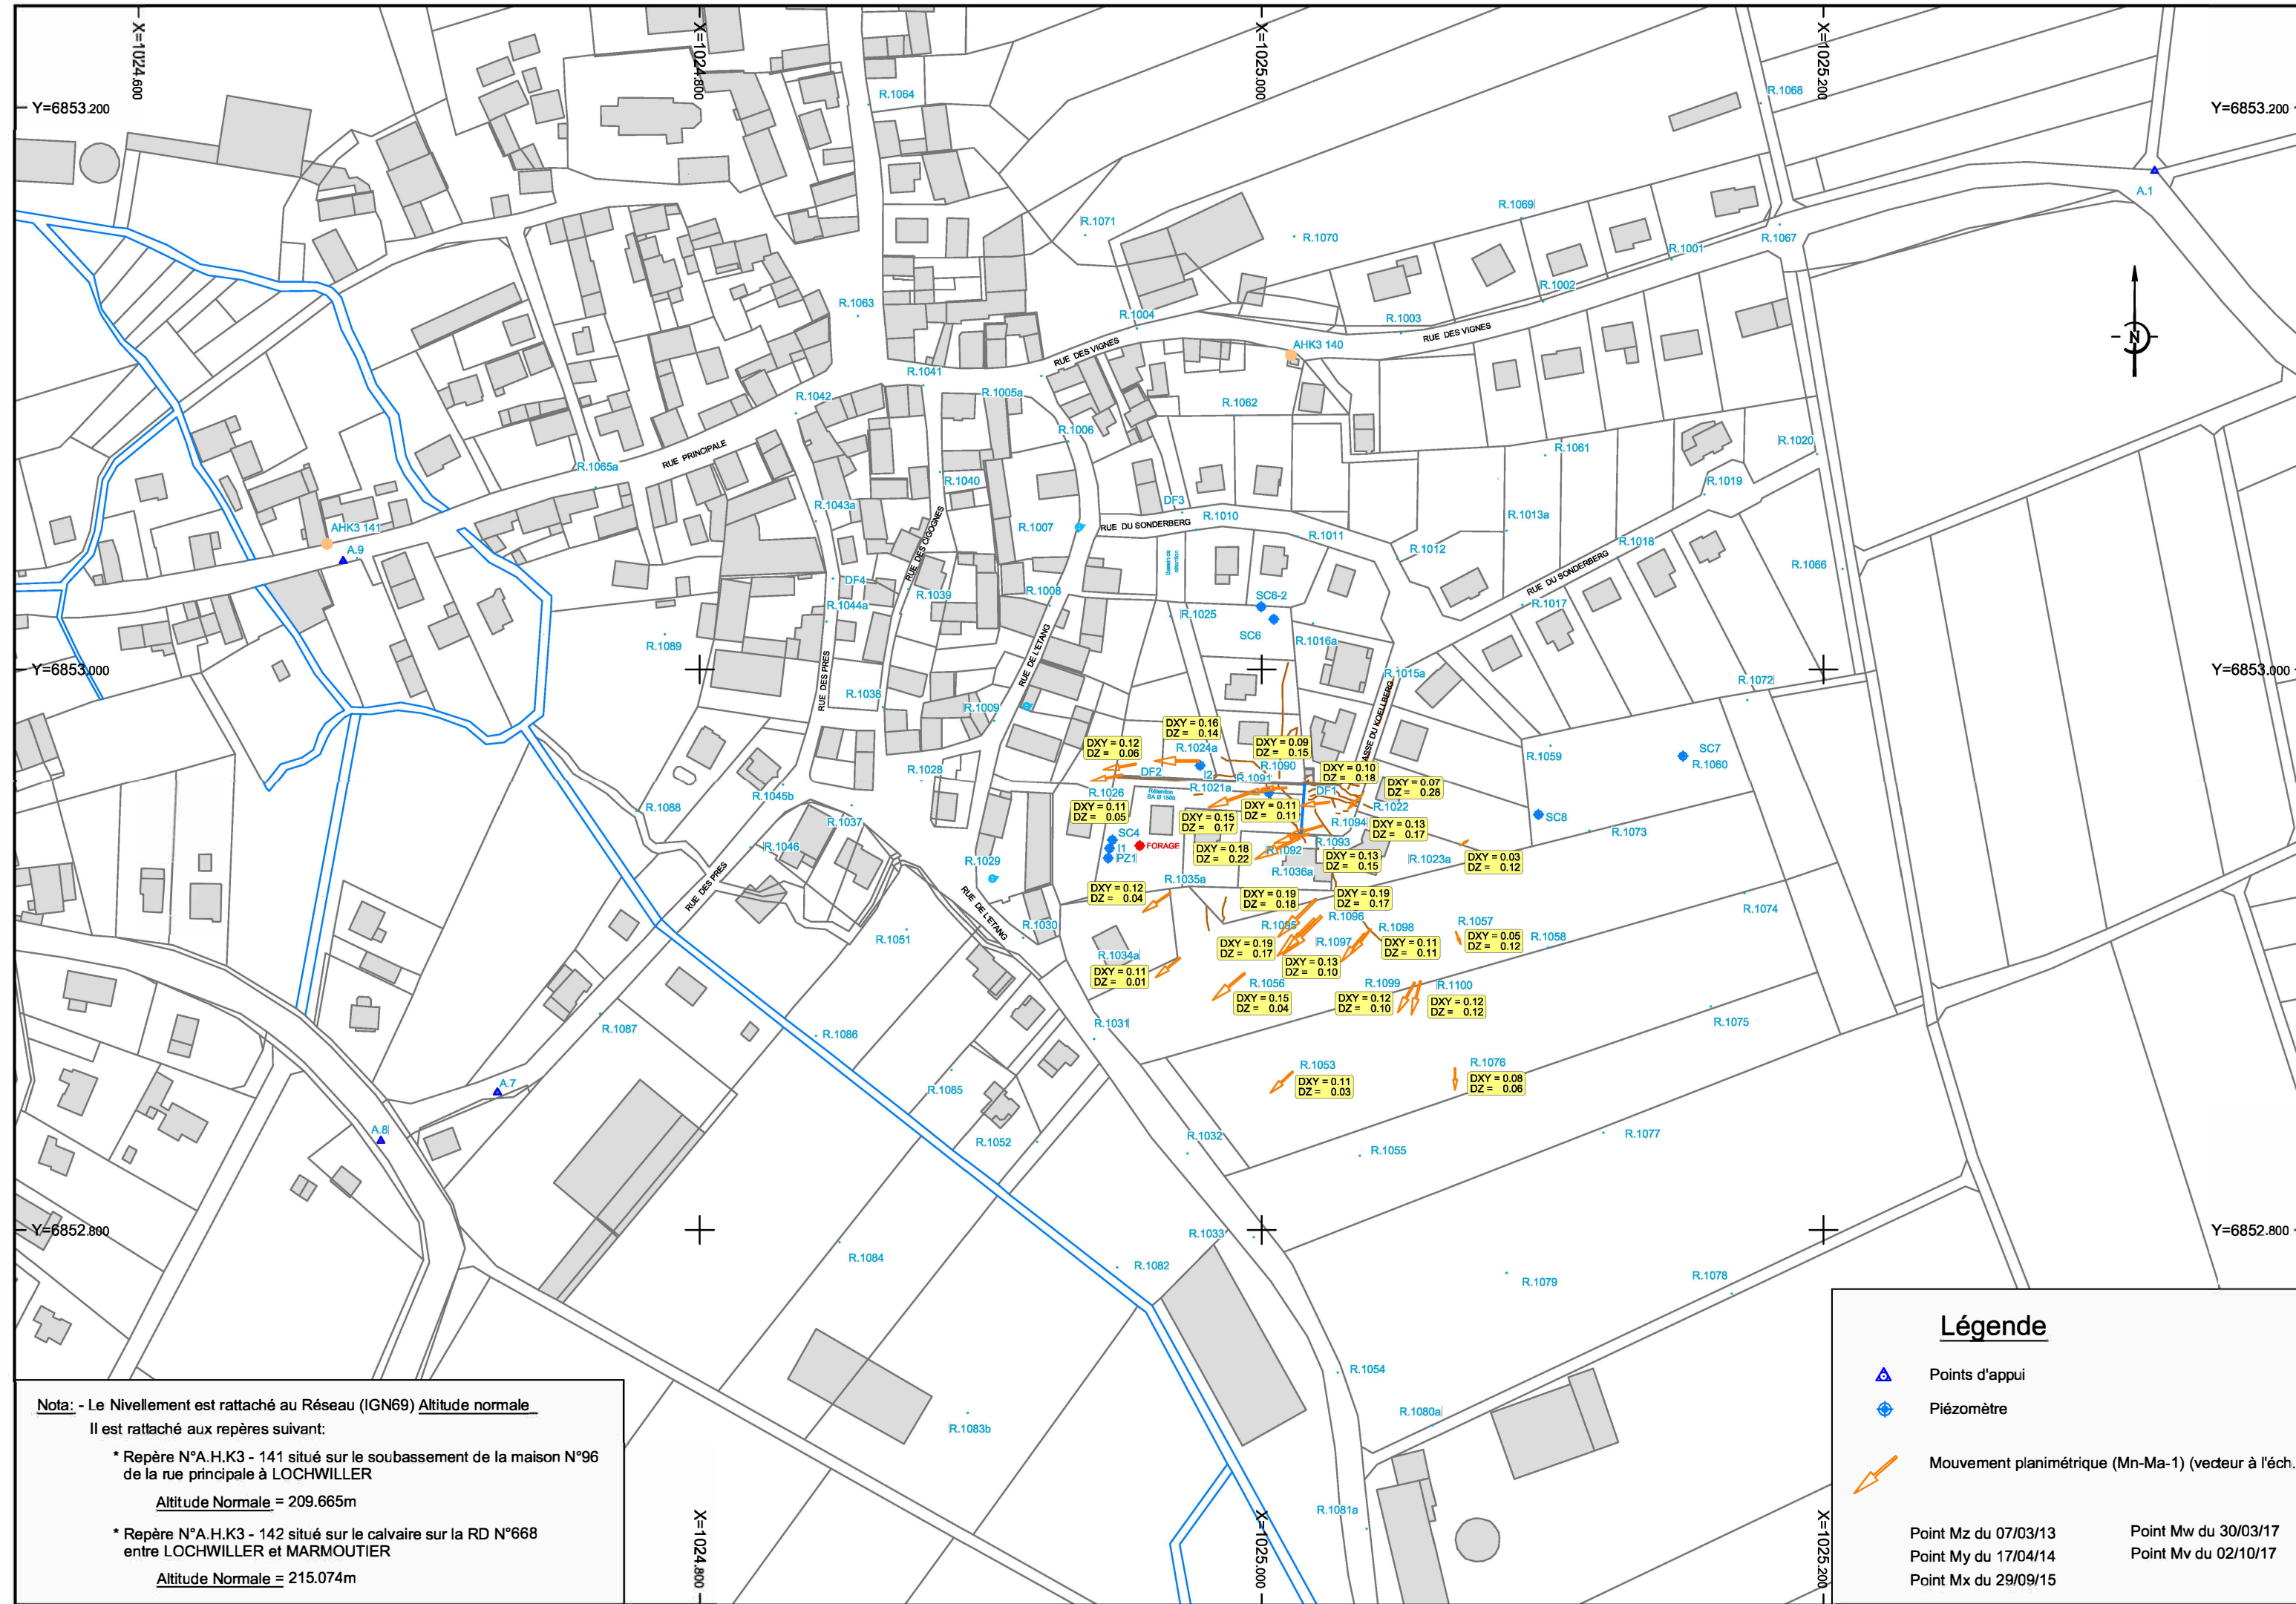 X=1024.600
X=1024.800
X=1025.000
X=1025.200
Y=6853.200
Y=6853.200
R.1064
R.1068
A.1
R.1071
R.1070
R.1069
R.1067
R.1001
R.1002
R.1063
R.1004
R.1003
RUE DES VIGNES
RUE DES VIGNES
AHK3 140
N
R.1041
R.1042
R.1005a
R.1062
R.1006
R.1020
RUE PRINCIPALE
R.1061
R.1065a
R.1040
R.1019
R.1043a
DF3
R.1010
R.1013a
AHK3 141
A.9
R.1007
RUE DU SONDERBERG
R.1011
R.1012
R.1018
RUE DES CIGOGNES
Bassin de
rétention
R.1066
RUE DU SONDERBERG
DF4
R.1039
R.1008
SC6-2
R.1044a
R.1025
R.1017
SC6
R.1016a
R.1089
RUE DE L'ETANG
Y=6853.000
Y=6853.000
R.1015a
RUE DES PRES
R.1038
R.1072
R.1009
ASSE DU KOELBERG
DXY = 0.16
DZ = 0.14
DXY = 0.12
DZ = 0.06
R.1024a
DXY = 0.09
DZ = 0.15
R.1059
SC7
R.1060
R.1028
DF2
I2
R.1090
R.1091
DXY = 0.10
DZ = 0.18
DXY = 0.07
DZ = 0.28
R.1045b
R.1026
Rétention
BA Ø 1500
R.1021a
DF1
R.1088
DXY = 0.11
DZ = 0.05
DXY = 0.11
DZ = 0.11
R.1022
R.1037
DXY = 0.15
DZ = 0.17
R.1094
DXY = 0.13
DZ = 0.17
SC8
R.1073
R.1046
SC4
I1
PZ1
FORAGE
DXY = 0.18
DZ = 0.22
R.1092
R.1093
DXY = 0.13
DZ = 0.15
R.1023a
DXY = 0.03
DZ = 0.12
R.1029
R.1036a
R.1035a
RUE DES PRES
DXY = 0.12
DZ = 0.04
DXY = 0.19
DZ = 0.18
DXY = 0.19
DZ = 0.17
RUE DE L'ETANG
R.1074
R.1030
R.1095
R.1096
R.1098
R.1057
R.1051
DXY = 0.19
DZ = 0.17
R.1097
DXY = 0.11
DZ = 0.11
DXY = 0.05
DZ = 0.12
R.1058
R.1034a
DXY = 0.11
DZ = 0.01
DXY = 0.13
DZ = 0.10
R.1056
R.1099
R.1100
DXY = 0.15
DZ = 0.04
DXY = 0.12
DZ = 0.10
DXY = 0.12
DZ = 0.12
R.1031
R.1075
R.1087
R.1086
R.1053
R.1076
A.7
R.1085
DXY = 0.11
DZ = 0.03
DXY = 0.08
DZ = 0.06
A.8
R.1052
R.1032
R.1077
R.1055
Y=6852.800
Y=6852.800
R.1033
R.1084
R.1082
R.1079
R.1078
R.1054
R.1083b
R.1080a
R.1081a
X=1024.800
X=1025.000
X=1025.200
Nota: - Le Nivellement est rattaché au Réseau (IGN69) Altitude normale
Il est rattaché aux repères suivant:
* Repère N°A.H.K3 - 141 situé sur le soubassement de la maison N°96
de la rue principale à LOCHWILLER
Altitude Normale = 209.665m
* Repère N°A.H.K3 - 142 situé sur le calvaire sur la RD N°668
entre LOCHWILLER et MARMOUTIER
Altitude Normale = 215.074m
Légende
Points d'appui
Piézomètre
Mouvement planimétrique (Mn-Ma-1) (vecteur à l'éch.
Point Mz du 07/03/13
Point Mw du 30/03/17
Point My du 17/04/14
Point Mv du 02/10/17
Point Mx du 29/09/15